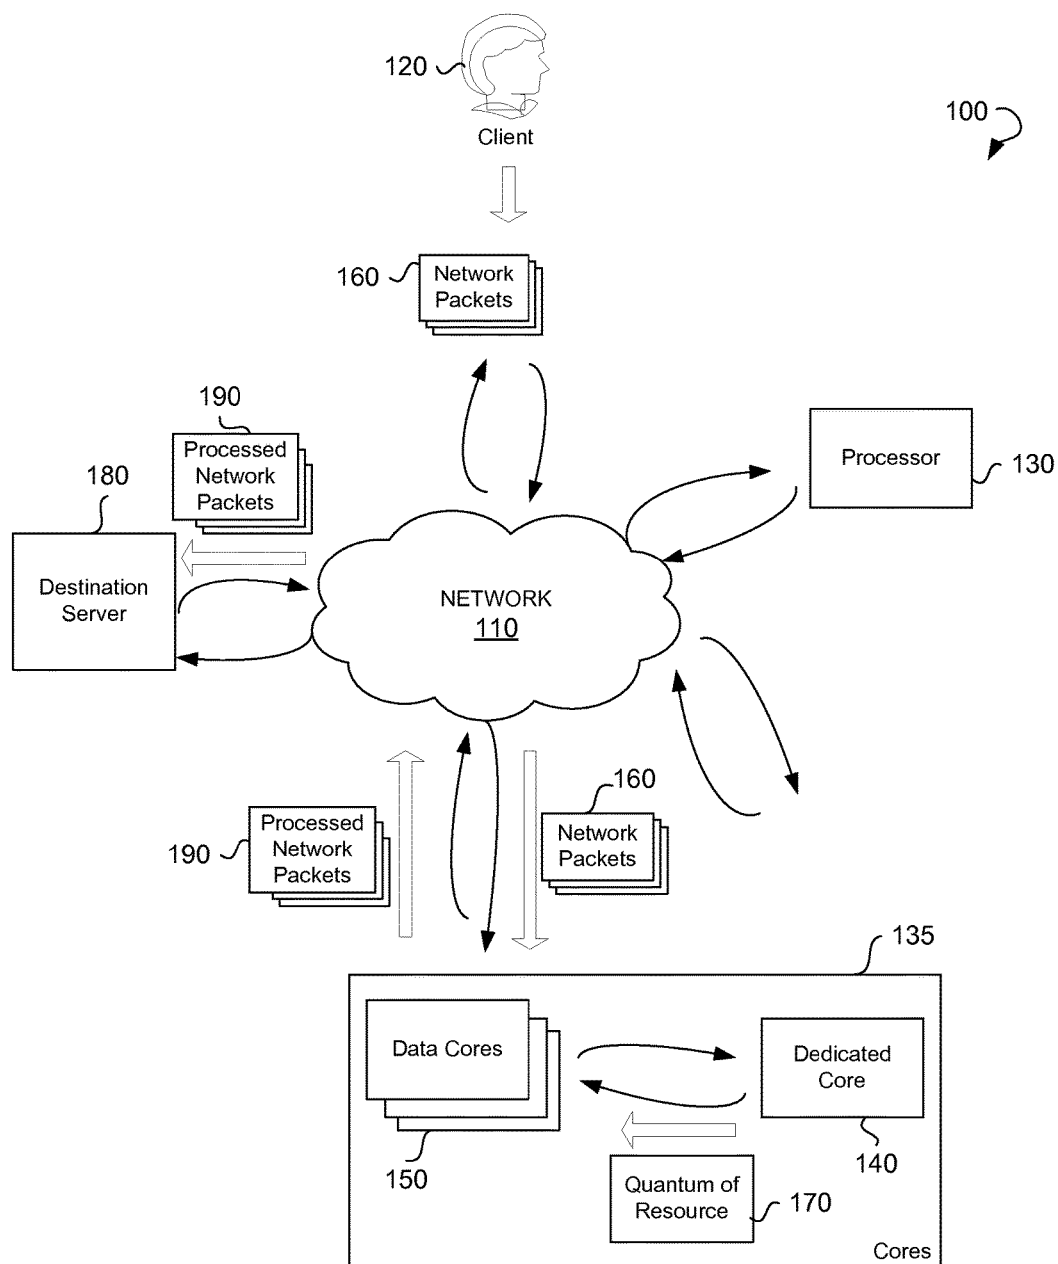 120
Client
100
160
Network
Packets
190
Processed
Network
Packets
180
Destination
Server
Processor
130
NETWORK
110
160
Network
Packets
Processed
Network
Packets
190
135
Data Cores
150
Dedicated
Core
140
Quantum of
Resource
170
Cores